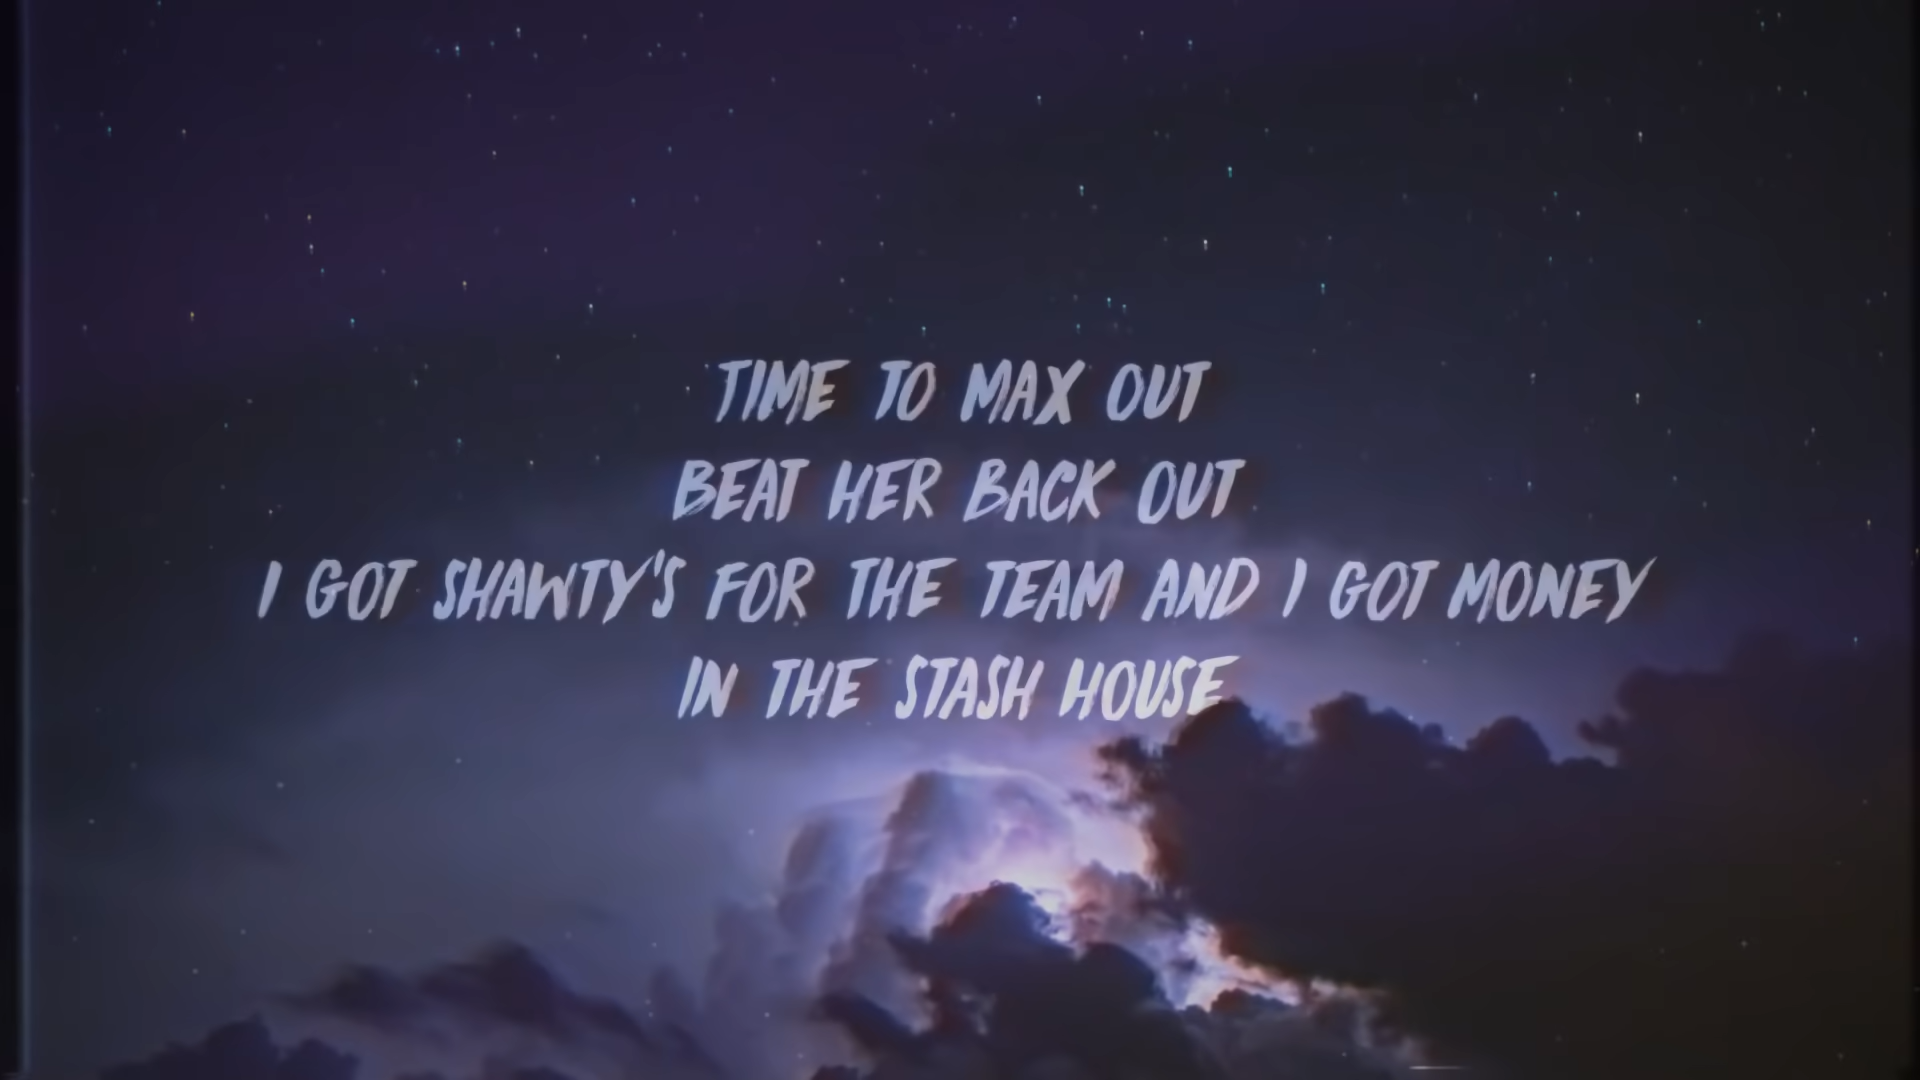 TIME TO MAX OUT
BEAT HER BACK OUT
I GOT SHAWTY'S FOR THE TEAM AND I GOT MONEY
IN THE STASH HOUSE